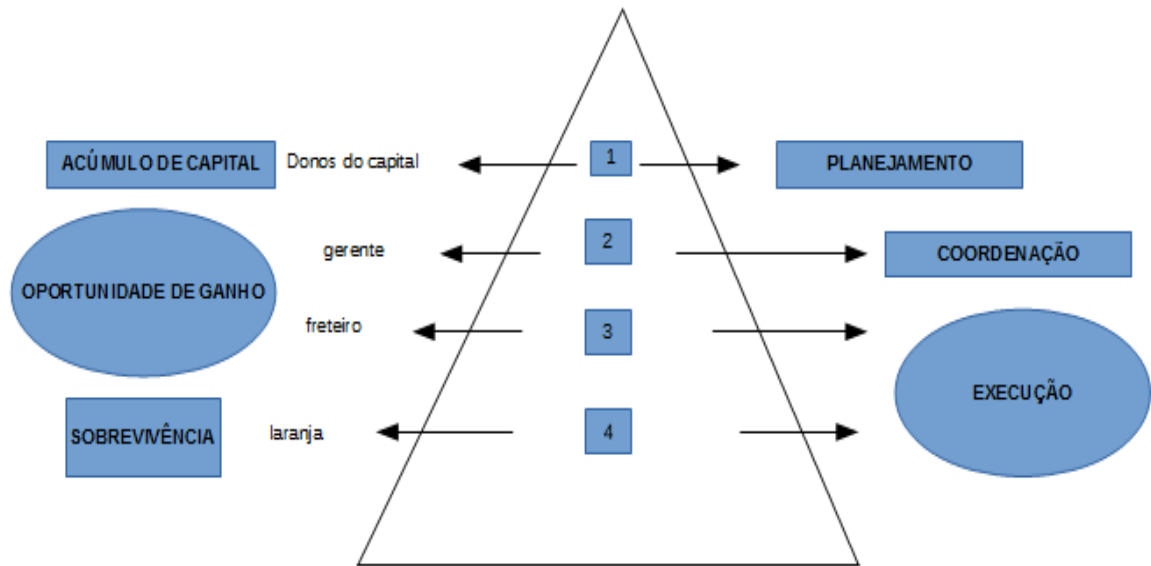 ACÚMULO DE CAPITAL
Donos do capital
1
PLANEJAMENTO
gerente
2
COORDENAÇÃO
OPORTUNIDADE DE GANHO
freteiro
3
EXECUÇÃO
SOBREVIVÊNCIA
laranja
4